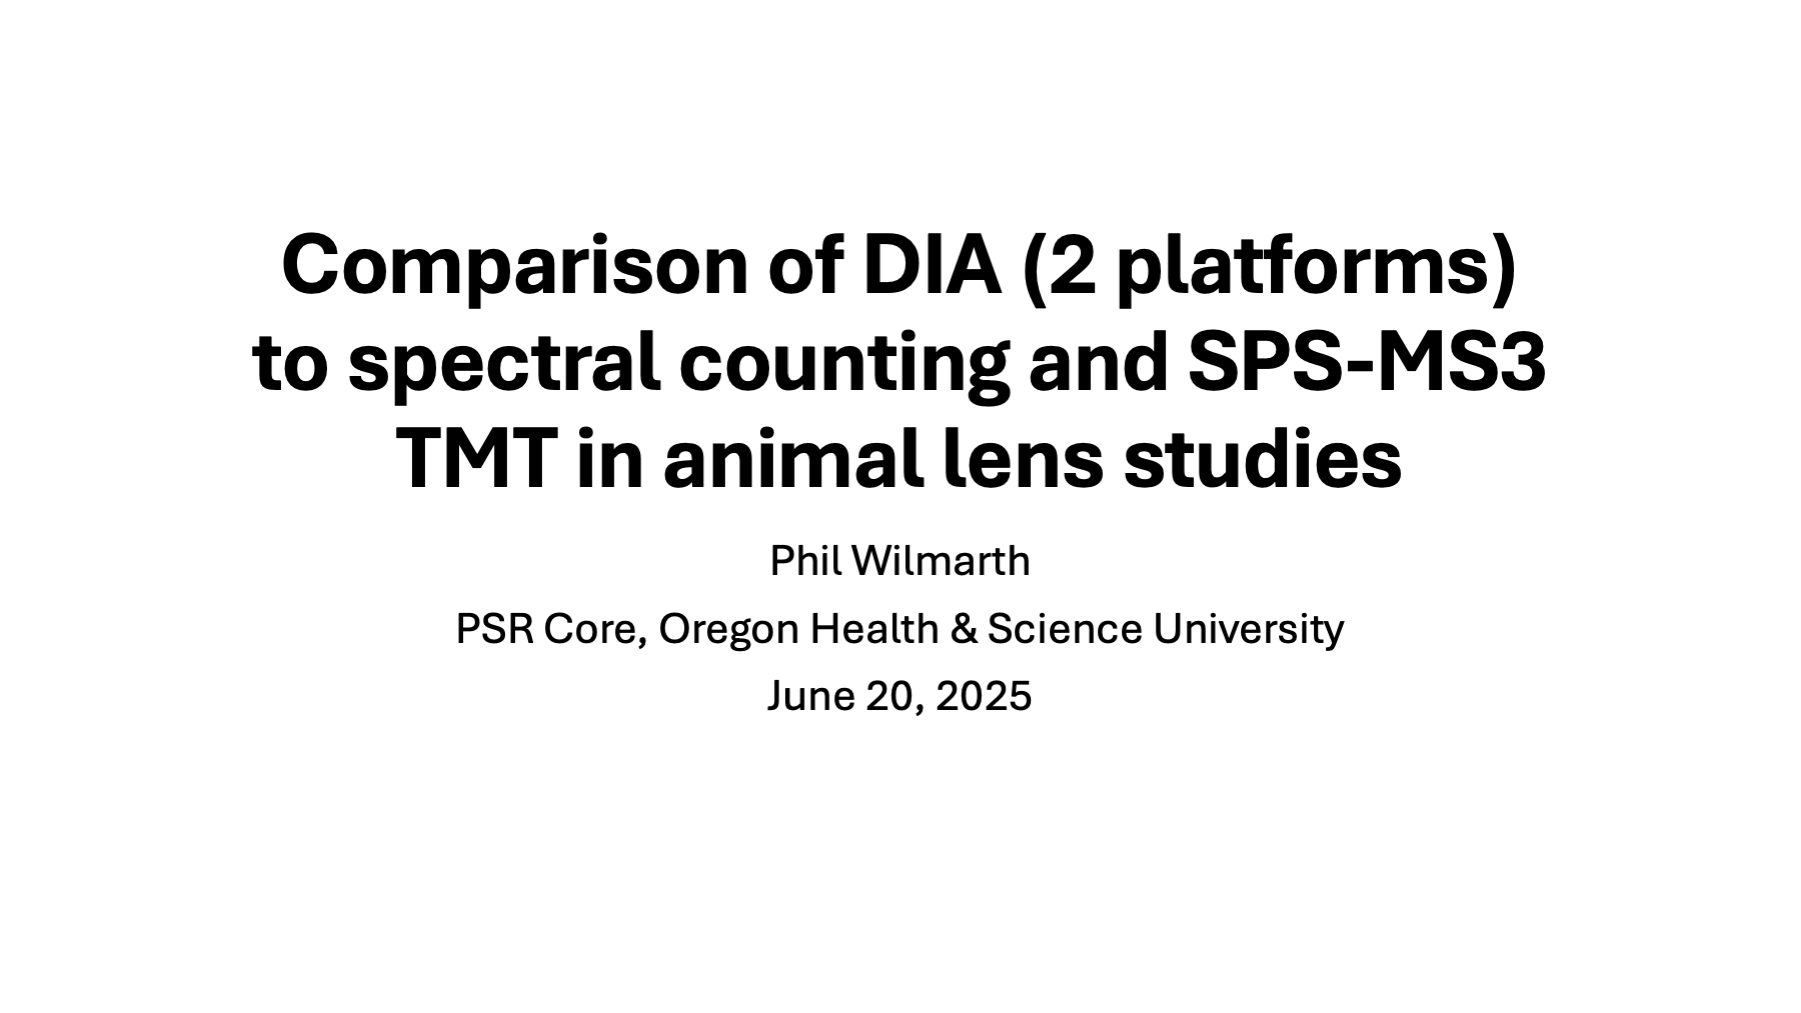 Comparison of DIA (2 platforms)
to spectral counting and SPS-MS3
TMT in animal lens studies
Phil Wilmarth
PSR Core, Oregon Health & Science University
June 20, 2025